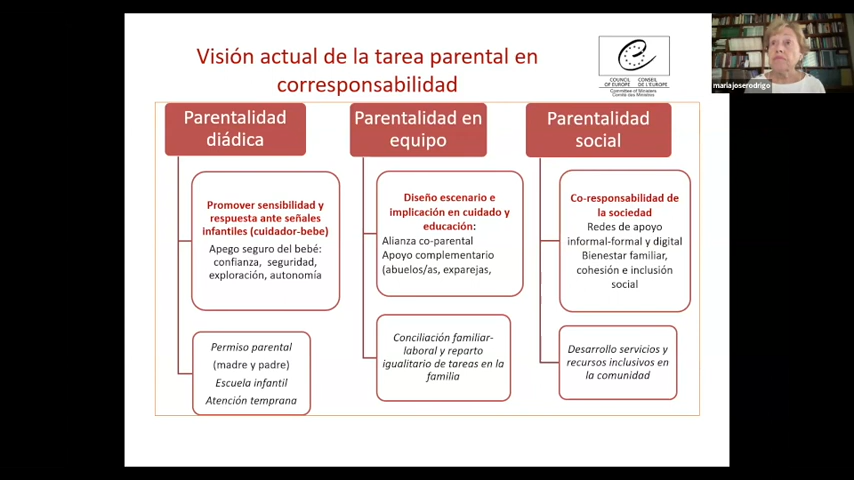 Visión actual de la tarea parental en
corresponsabilidad
COUNCIL CONSEIL
OF EUROPE DE L'EUROPE
Committee of Ministers
Comité des Ministres
mariajoserodrigo
Parentalidad
diádica
Promover sensibilidad y
respuesta ante señales
infantiles (cuidador-bebe)
Apego seguro del bebé:
confianza, seguridad,
exploración, autonomía
Permiso parental
(madre y padre)
Escuela infantil
Atención temprana
Parentalidad en
equipo
Diseño escenario e
implicación en cuidado y
educación:
Alianza co-parental
Apoyo complementario
(abuelos/as, exparejas,
Conciliación familiar-
laboral y reparto
igualitario de tareas en la
familia
Parentalidad
social
Co-responsabilidad de
la sociedad
Redes de apoyo
informal-formal y digital
Bienestar familiar,
cohesión e inclusión
social
Desarrollo servicios y
recursos inclusivos en
la comunidad